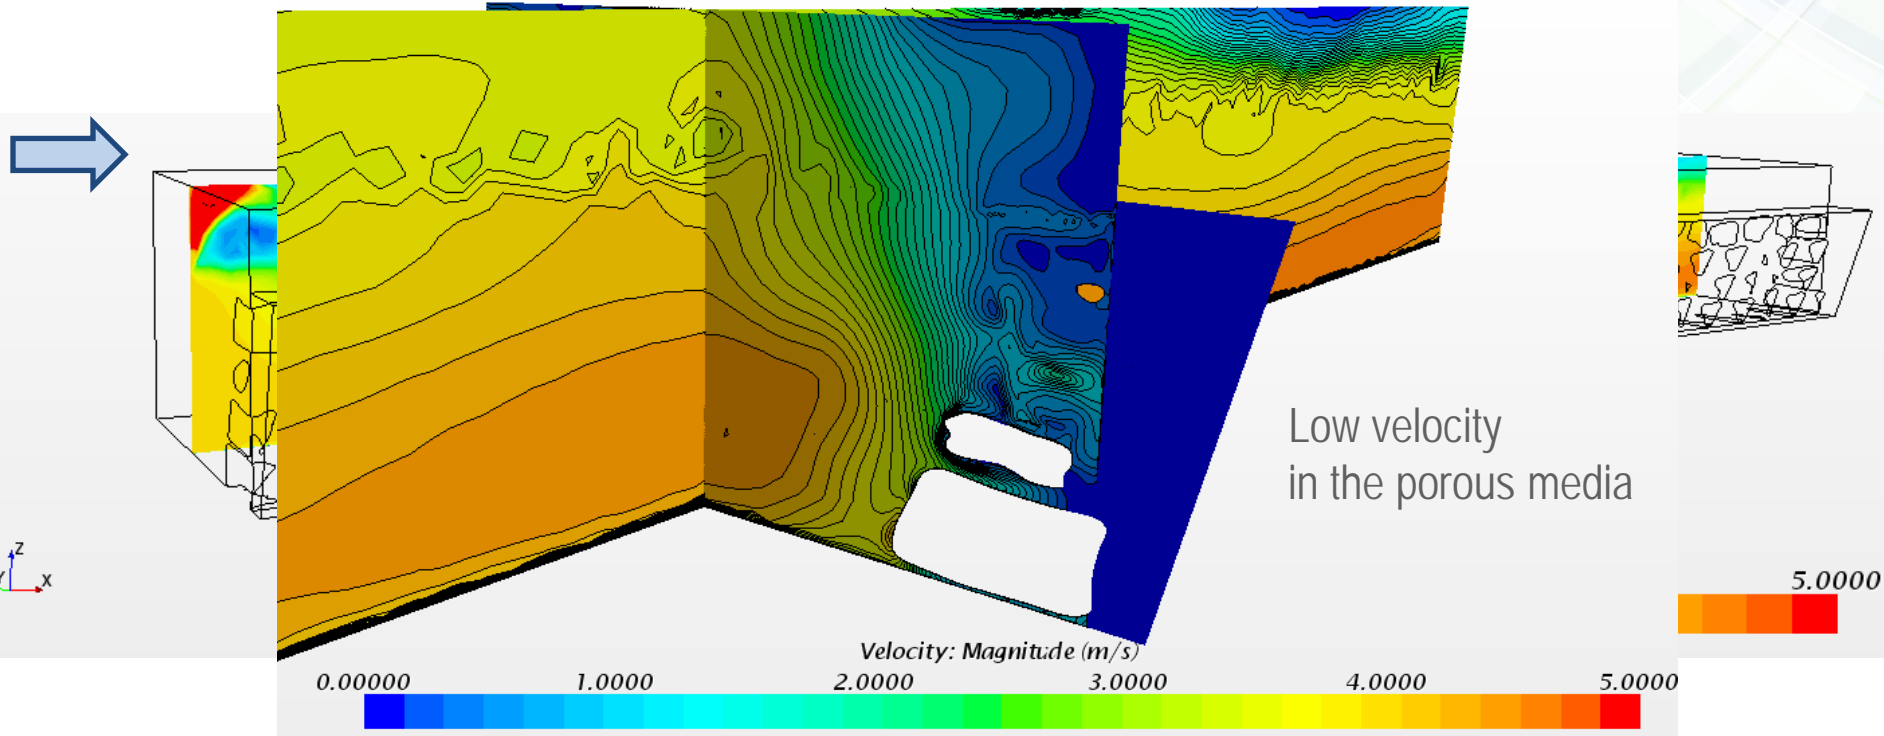 Low velocity
in the porous media
Z
Y
X
5.0000
Velocity: Magnitude (m/s)
0.00000 1.0000 2.0000 3.0000 4.0000 5.0000